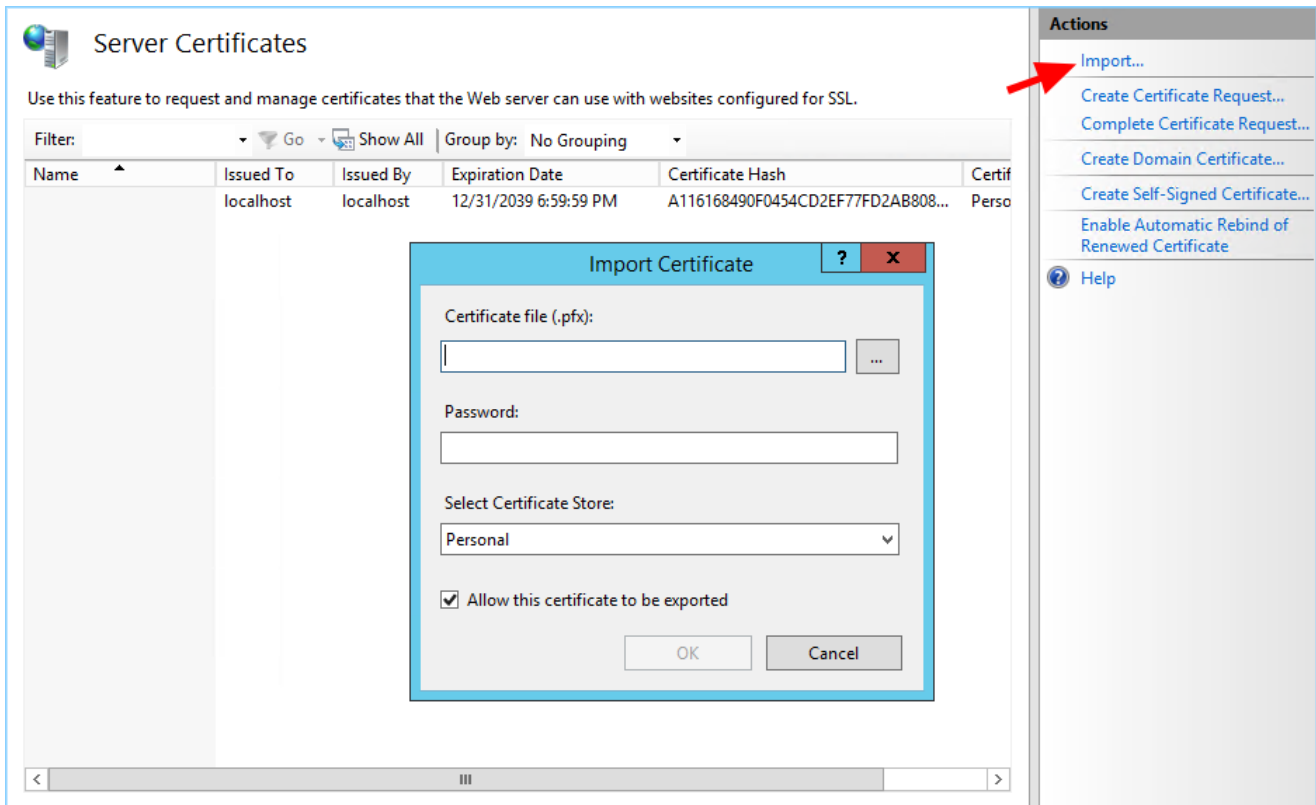 Server Certificates
Use this feature to request and manage certificates that the Web server can use with websites configured for SSL.
Filter: Go Show All Group by: No Grouping
Name Issued To Issued By Expiration Date Certificate Hash Certif
localhost localhost 12/31/2039 6:59:59 PM A116168490F0454CD2EF77FD2AB808... Perso
Import Certificate ? x
Certificate file (.pfx):
...
Password:
Select Certificate Store:
Personal
Allow this certificate to be exported
OK Cancel
Actions
Import...
Create Certificate Request...
Complete Certificate Request...
Create Domain Certificate...
Create Self-Signed Certificate...
Enable Automatic Rebind of
Renewed Certificate
? Help